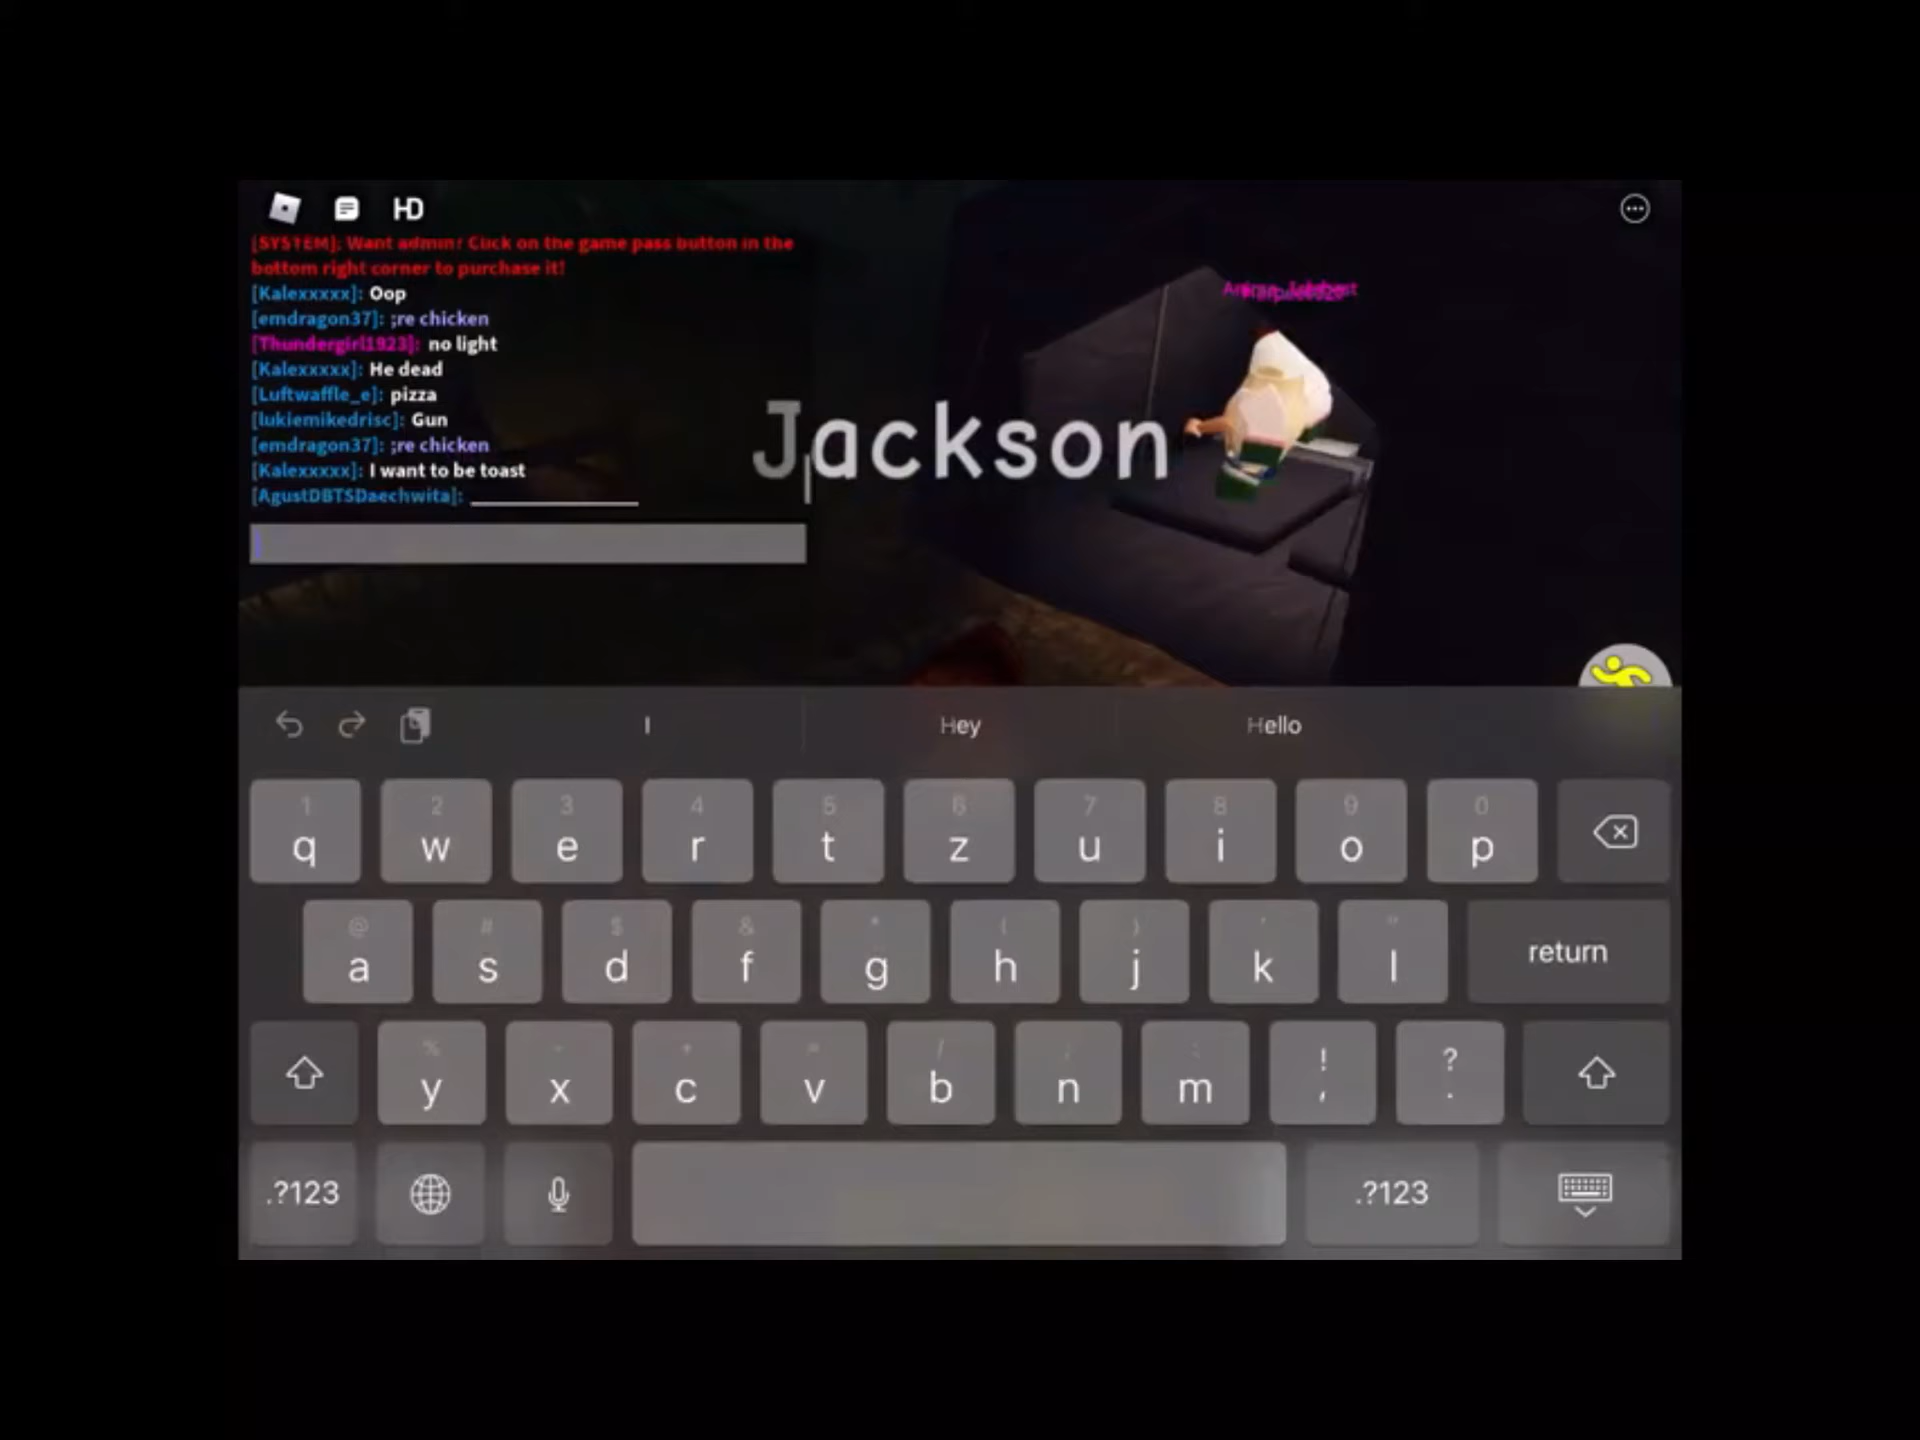 HD
[SYSTEM]: Want admin? Click on the game pass button in the
bottom right corner to purchase it!
[Kalexxxxx]: Oop
[emdragon37]: ;re chicken
[Thundergirl1923]: no light
[Kalexxxxx]: He dead
[Luftwaffle_e]: pizza
[lukiemikedrisc]: Gun
[emdragon37]: ;re chicken
[Kalexxxxx]: I want to be toast
[AgustDBTSDaechwita]: _______________
Jackson
I Hey Hello
1 2 3 4 5 6 7 8 9 0
q w e r t z u i o p
@ # $ & * ( ) ' "
a s d f g h j k l return
% - + = / ; : ! ?
y x c v b n m , .
.?123 .?123